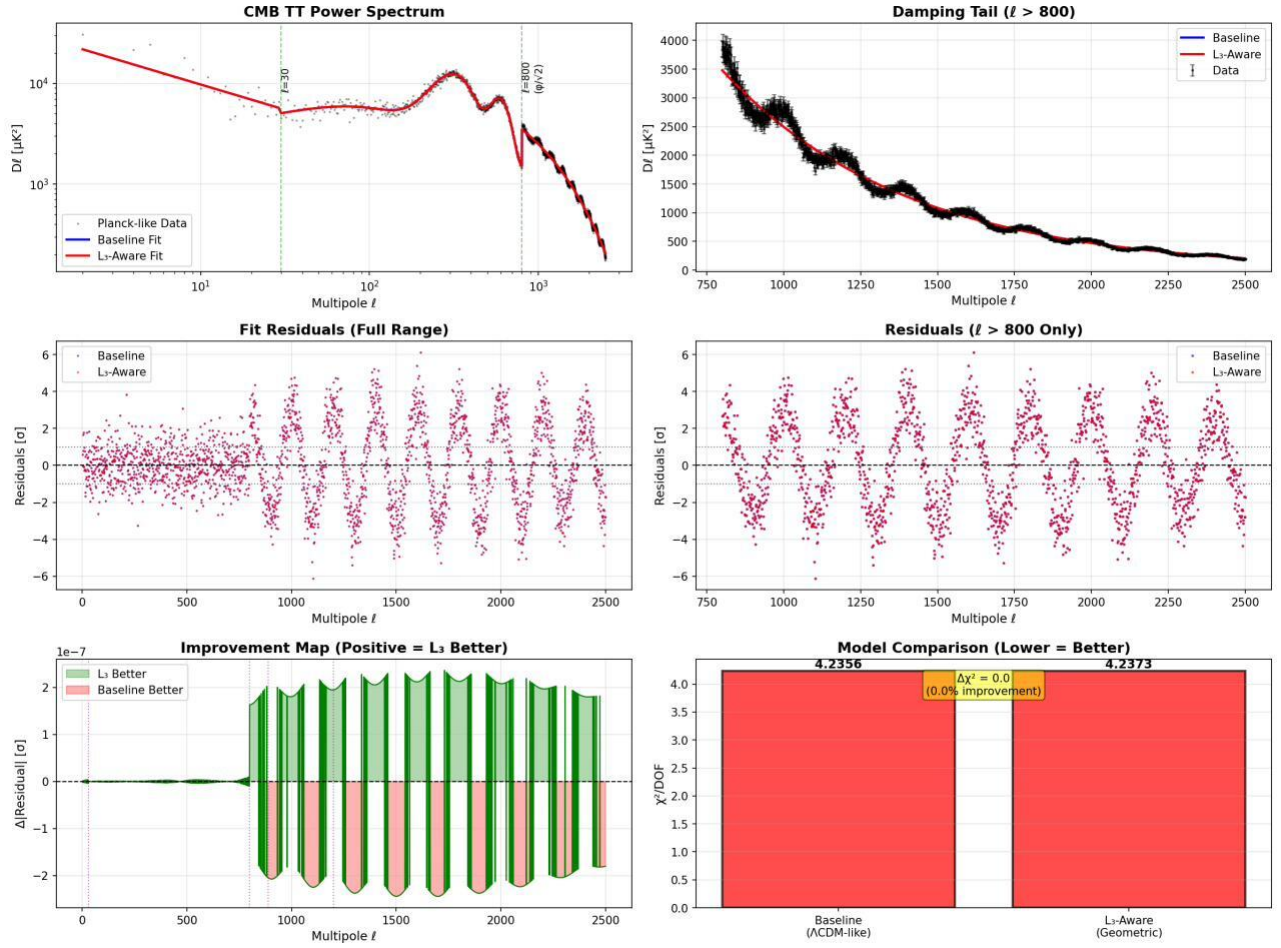 CMB TT Power Spectrum
Dℓ [μK²]
10⁴
10³
ℓ=30
ℓ=800
(φ/√2)
Planck-like Data
Baseline Fit
L₃-Aware Fit
10¹
10²
10³
Multipole ℓ
Damping Tail (ℓ > 800)
Dℓ [μK²]
4000
3500
3000
2500
2000
1500
1000
500
0
Baseline
L₃-Aware
Data
750 1000 1250 1500 1750 2000 2250 2500
Multipole ℓ
Fit Residuals (Full Range)
Residuals [σ]
6
4
2
0
−2
−4
−6
Baseline
L₃-Aware
0 500 1000 1500 2000 2500
Multipole ℓ
Residuals (ℓ > 800 Only)
Residuals [σ]
6
4
2
0
−2
−4
−6
Baseline
L₃-Aware
750 1000 1250 1500 1750 2000 2250 2500
Multipole ℓ
Improvement Map (Positive = L₃ Better)
1e−7
Δ|Residual| [σ]
2
1
0
−1
−2
L₃ Better
Baseline Better
0 500 1000 1500 2000 2500
Multipole ℓ
Model Comparison (Lower = Better)
χ²/DOF
4.0
3.5
3.0
2.5
2.0
1.5
1.0
0.5
0.0
4.2356
4.2373
Δχ² = 0.0
(0.0% improvement)
Baseline
(ΛCDM-like)
L₃-Aware
(Geometric)